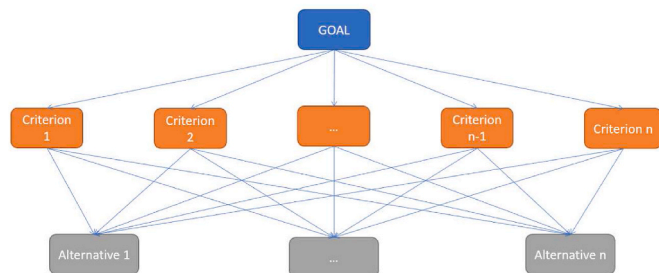 GOAL
Criterion
1
Criterion
2
...
Criterion
n-1
Criterion n
Alternative 1
...
Alternative n